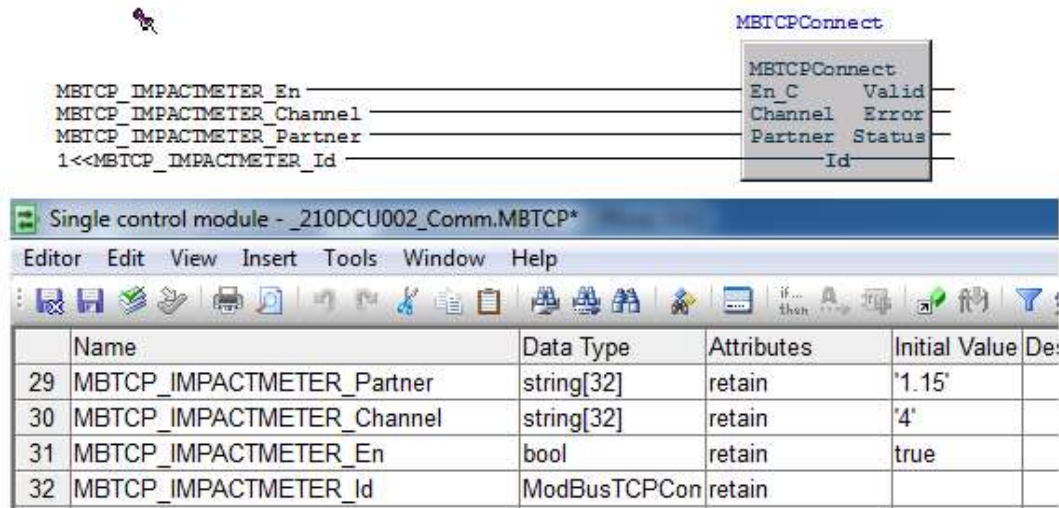 MBTCPConnect
MBTCPConnect
MBTCP_IMPACTMETER_En En_C Valid
MBTCP_IMPACTMETER_Channel Channel Error
MBTCP_IMPACTMETER_Partner Partner Status
1<<MBTCP_IMPACTMETER_Id Id
Single control module - _210DCU002_Comm.MBTCP*
Editor Edit View Insert Tools Window Help
if... then
Name Data Type Attributes Initial Value Des
29 MBTCP_IMPACTMETER_Partner string[32] retain '1.15'
30 MBTCP_IMPACTMETER_Channel string[32] retain '4'
31 MBTCP_IMPACTMETER_En bool retain true
32 MBTCP_IMPACTMETER_Id ModBusTCPCon retain